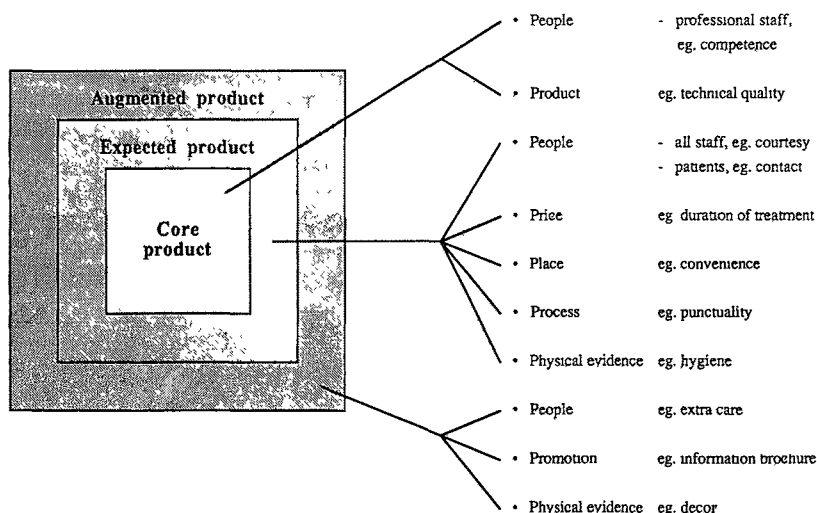 Augmented product
Expected product
Core
product
• People - professional staff,
eg. competence
• Product eg. technical quality
• People - all staff, eg. courtesy
- patients, eg. contact
• Price eg duration of treatment
• Place eg. convenience
• Process eg. punctuality
• Physical evidence eg. hygiene
• People eg. extra care
• Promotion eg. information brochure
• Physical evidence eg. decor